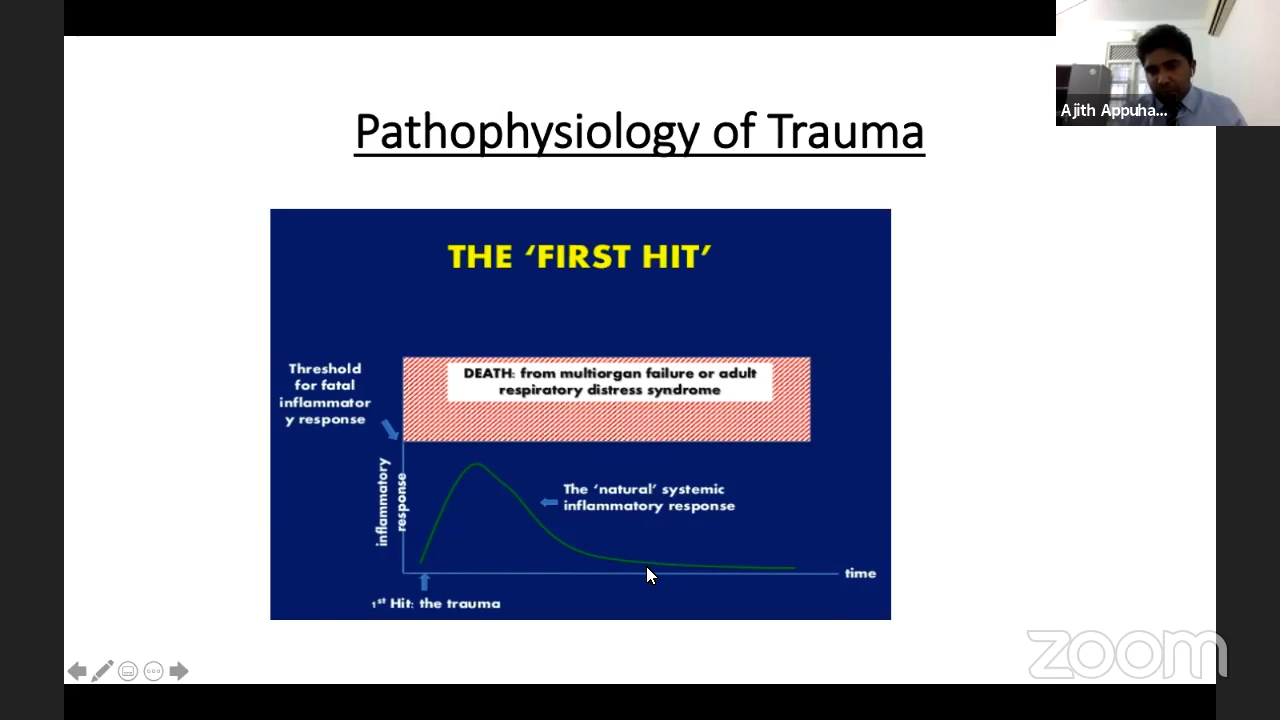 Ajith Appuha...
Pathophysiology of Trauma
THE ‘FIRST HIT’
Threshold
for fatal
inflammator
y response
DEATH: from multiorgan failure or adult
respiratory distress syndrome
inflammatory
response
The ‘natural’ systemic
inflammatory response
time
1st Hit: the trauma
zoom